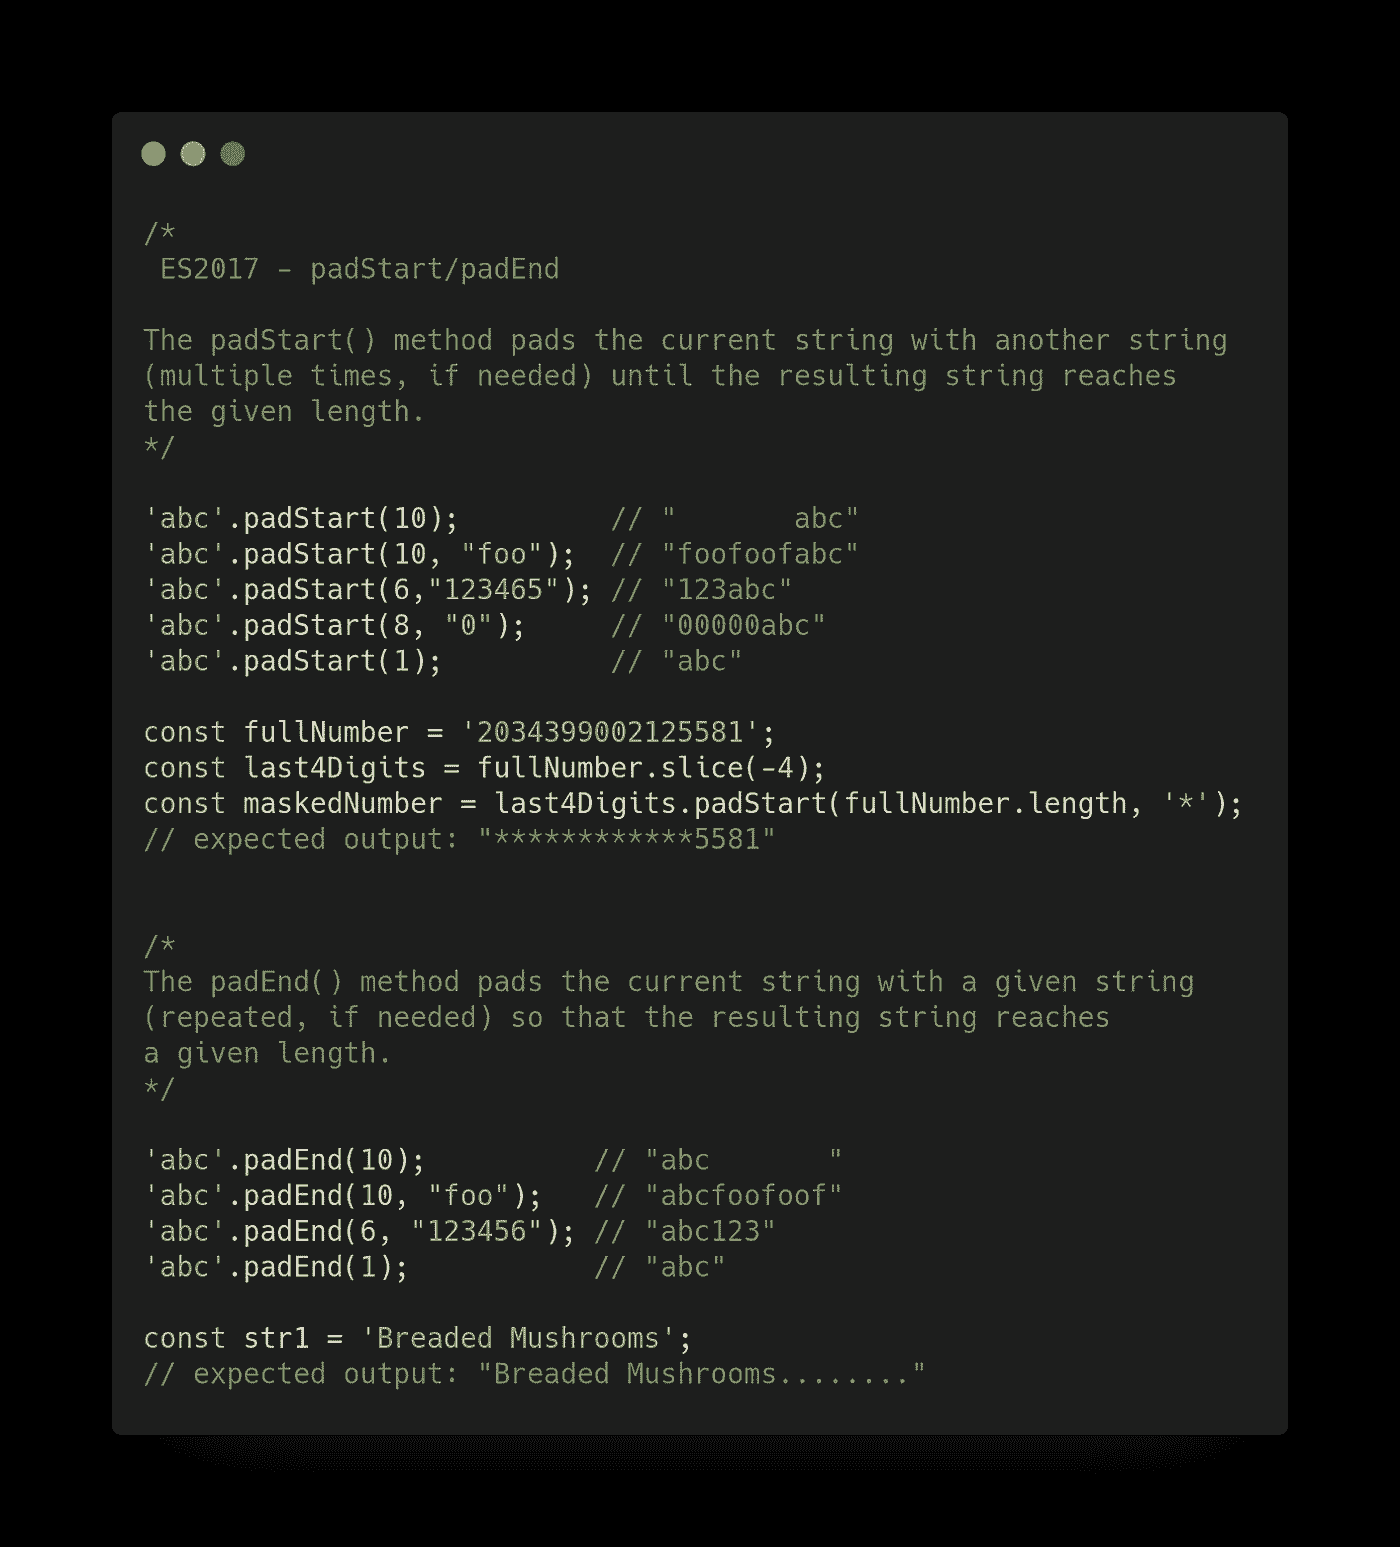 /*
 ES2017 - padStart/padEnd

The padStart() method pads the current string with another string
(multiple times, if needed) until the resulting string reaches
the given length.
*/

'abc'.padStart(10);         // "       abc"
'abc'.padStart(10, "foo");  // "foofoofabc"
'abc'.padStart(6,"123465"); // "123abc"
'abc'.padStart(8, "0");     // "00000abc"
'abc'.padStart(1);          // "abc"

const fullNumber = '2034399002125581';
const last4Digits = fullNumber.slice(-4);
const maskedNumber = last4Digits.padStart(fullNumber.length, '*');
// expected output: "************5581"


/*
The padEnd() method pads the current string with a given string
(repeated, if needed) so that the resulting string reaches
a given length.
*/

'abc'.padEnd(10);          // "abc       "
'abc'.padEnd(10, "foo");   // "abcfoofoof"
'abc'.padEnd(6, "123456"); // "abc123"
'abc'.padEnd(1);           // "abc"

const str1 = 'Breaded Mushrooms';
// expected output: "Breaded Mushrooms........"